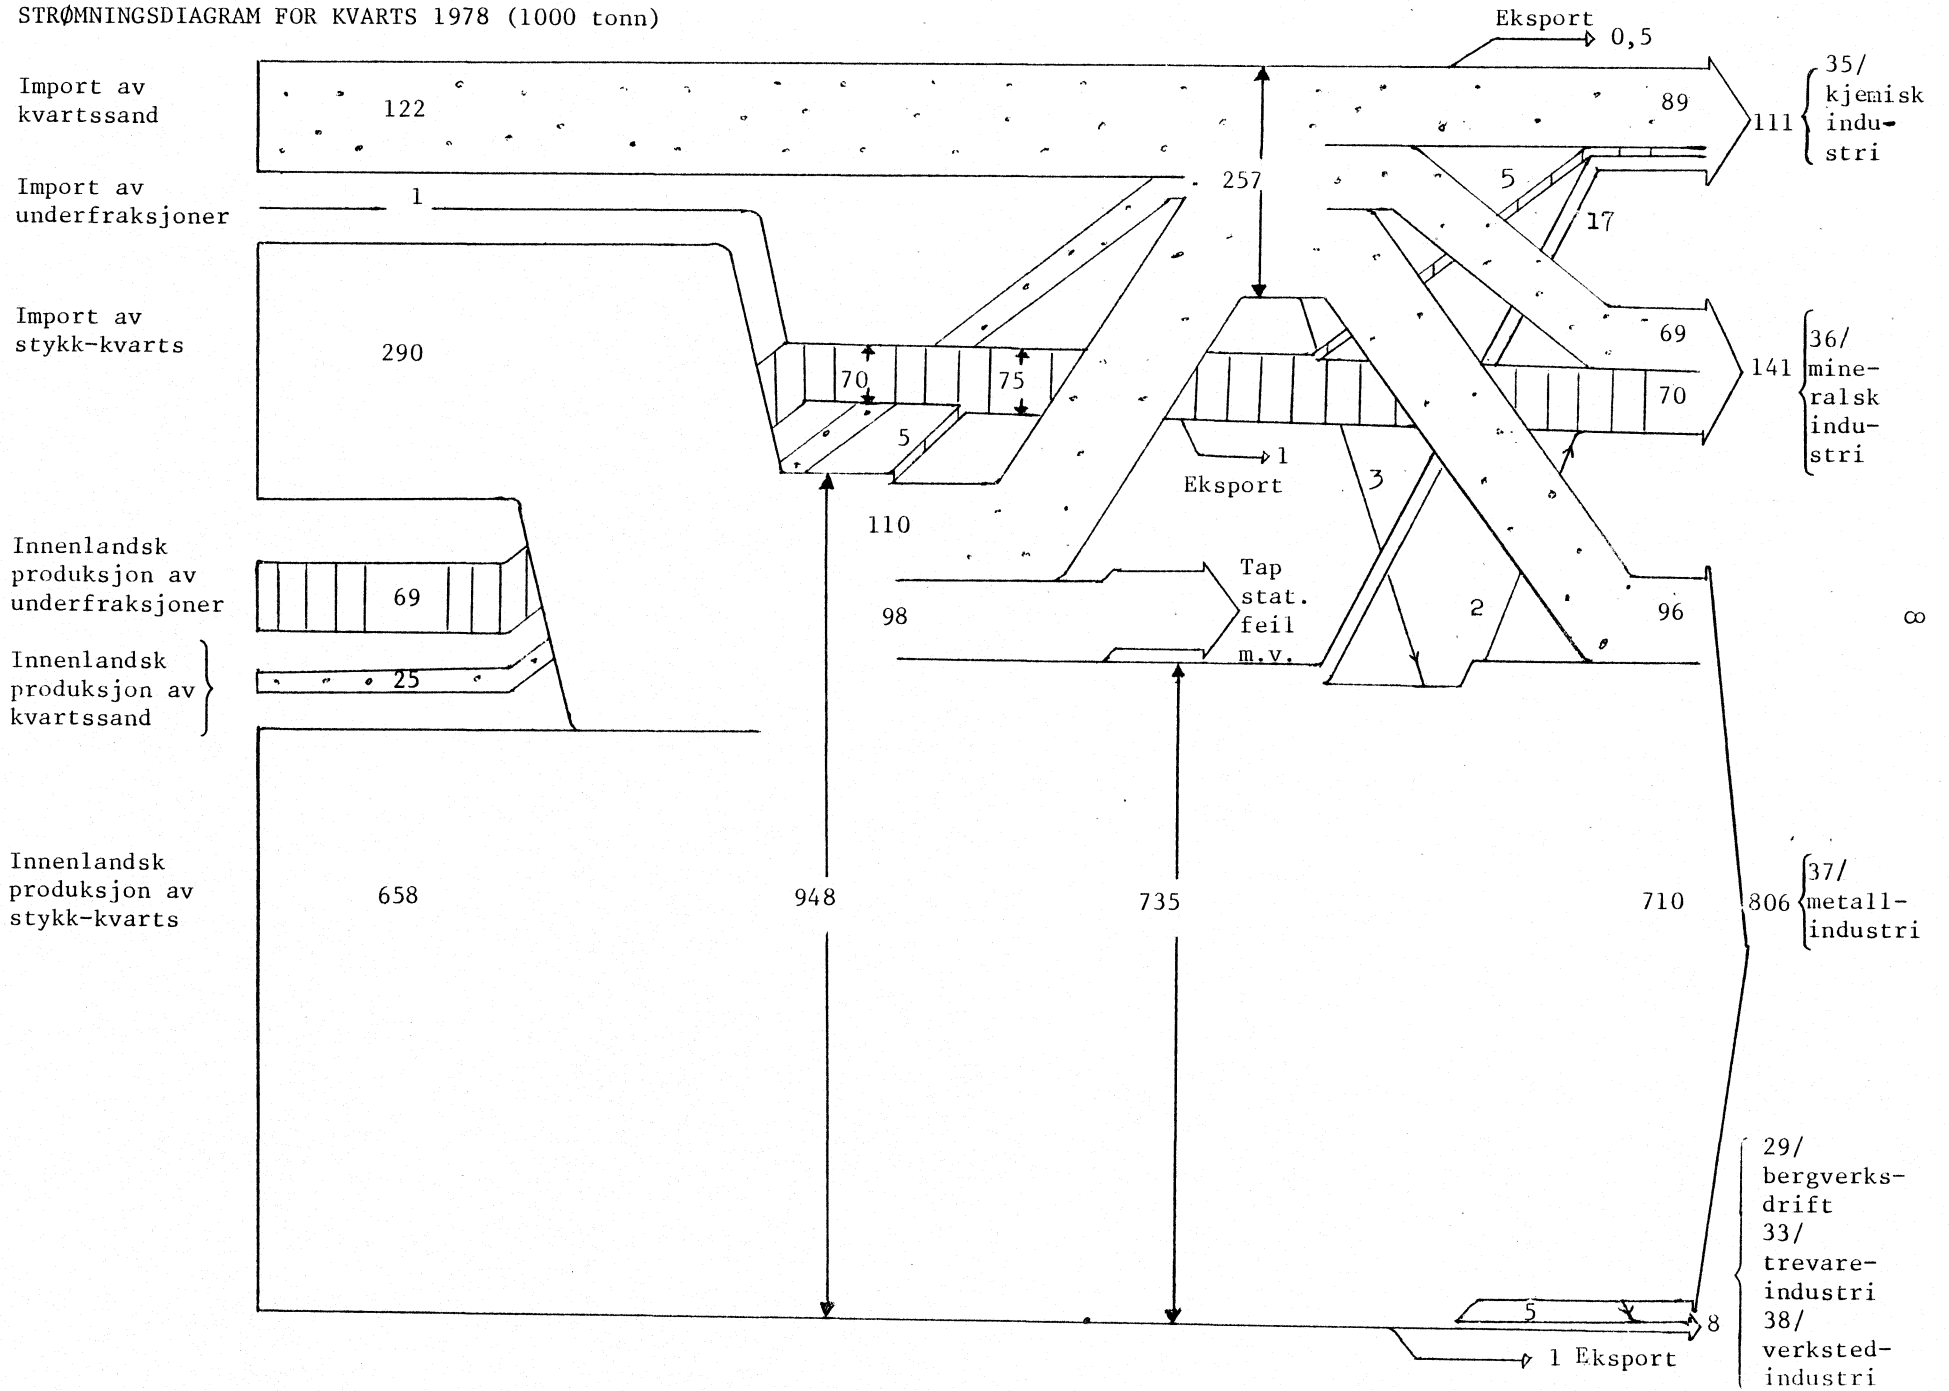 STRØMNINGSDIAGRAM FOR KVARTS 1978 (1000 tonn)
Eksport
0,5
Import av
kvartssand
122
89
111
35/
kjemisk
indu-
stri
Import av
underfraksjoner
1
257
5
17
Import av
stykk-kvarts
290
70
75
5
69
70
141
36/
mine-
ralsk
indu-
stri
1
Eksport
3
110
Innenlandsk
produksjon av
underfraksjoner
69
98
Tap
stat.
feil
m.v.
2
96
8
Innenlandsk
produksjon av
kvartssand
25
Innenlandsk
produksjon av
stykk-kvarts
658
948
735
710
806
37/
metall-
industri
5
8
1 Eksport
29/
bergverks-
drift
33/
trevare-
industri
38/
verksted-
industri